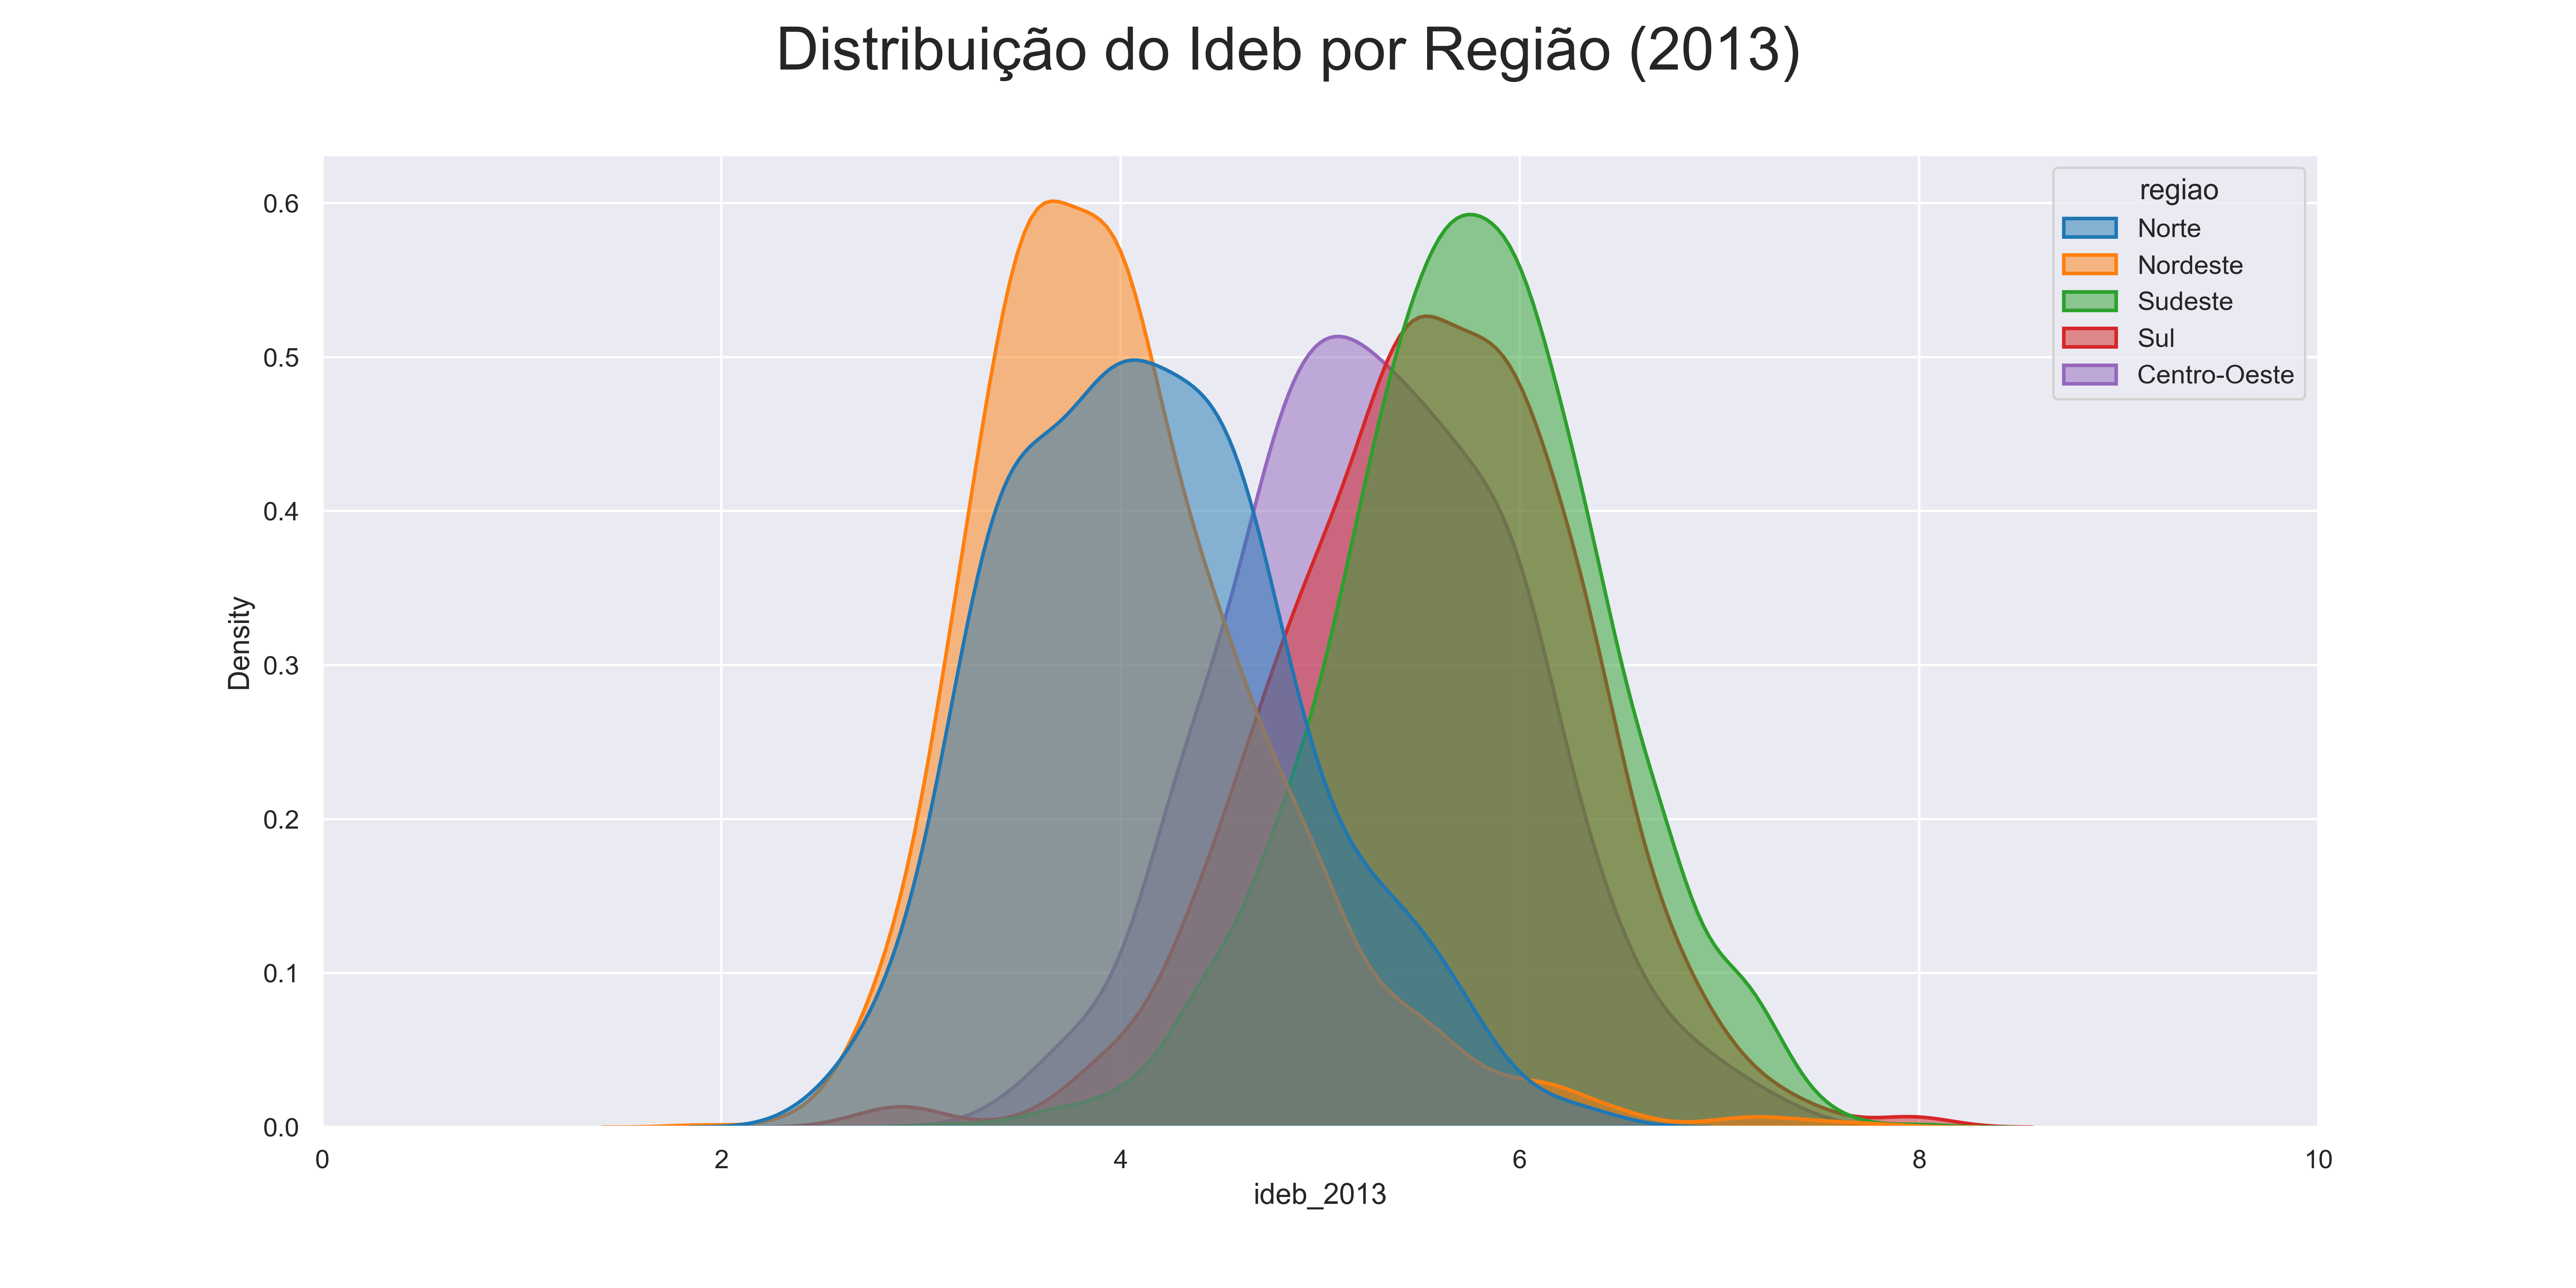 Distribuição do Ideb por Região (2013)
regiao
Norte
Nordeste
Sudeste
Sul
Centro-Oeste
Density
0.6
0.5
0.4
0.3
0.2
0.1
0.0
0 2 4 6 8 10
ideb_2013